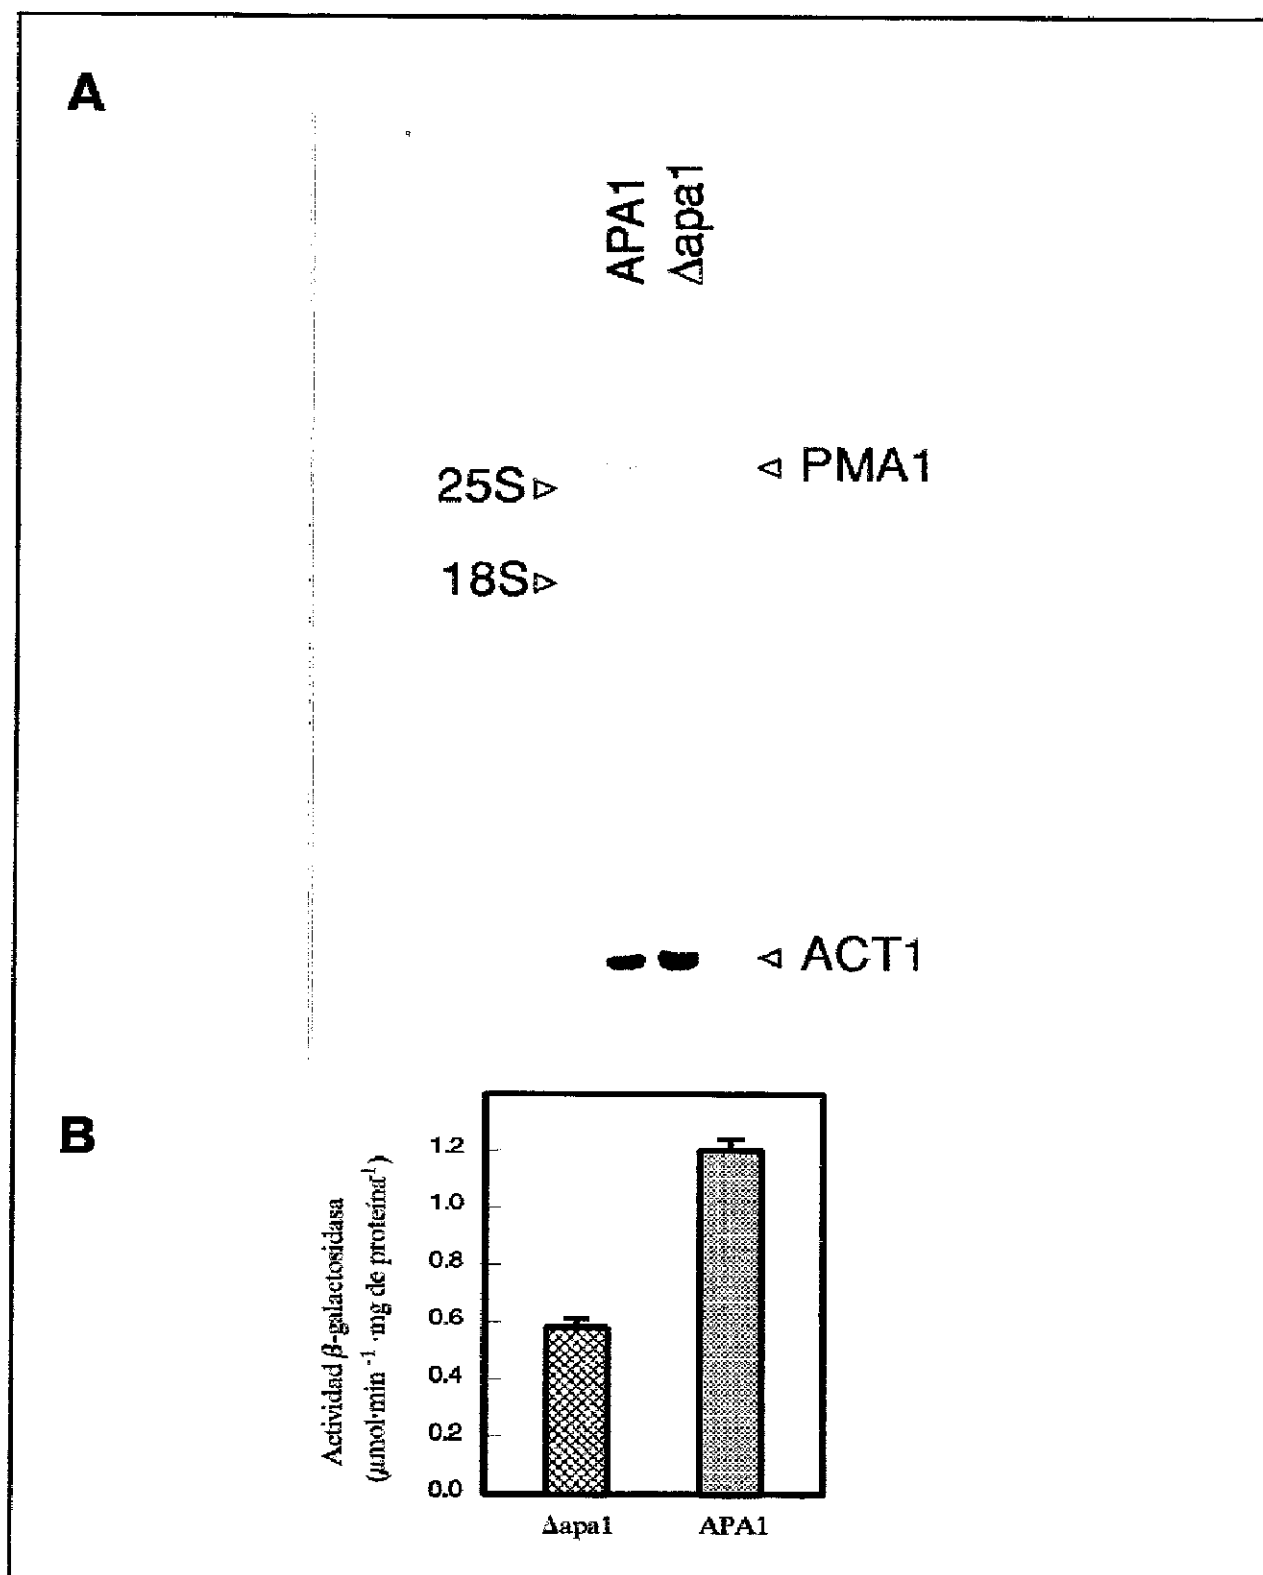 A
APA1
Δapa1
◁ PMA1
25S▷
18S▷
◁ ACT1
B
Actividad β-galactosidasa
(μmol·min⁻¹·mg de proteína⁻¹)
1.2
1.0
0.8
0.6
0.4
0.2
0.0
Δapa1
APA1